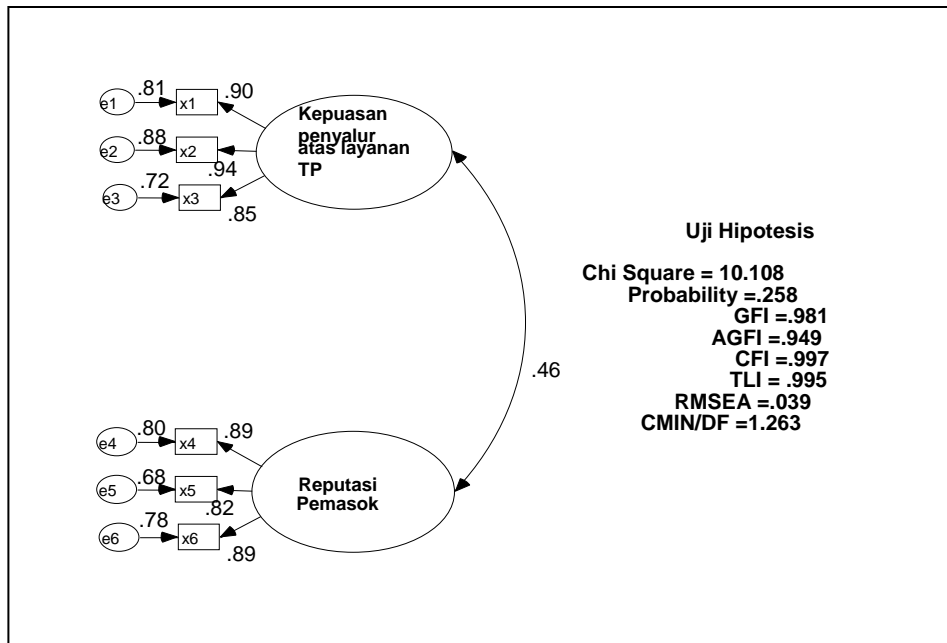 .81
e1
x1
.90
.88
e2
x2
.94
.72
e3
x3
.85
Kepuasan
penyalur
atas layanan
TP
.46
.80
e4
x4
.89
.68
e5
x5
.82
.78
e6
x6
.89
Reputasi
Pemasok
Uji Hipotesis
Chi Square = 10.108
Probability =.258
GFI =.981
AGFI =.949
CFI =.997
TLI =.995
RMSEA =.039
CMIN/DF =1.263